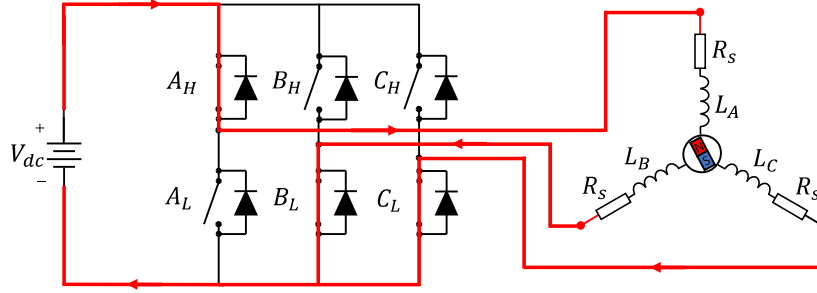 A_H
B_H
C_H
R_s
L_A
+
V_dc
−
N
S
L_B
L_C
R_s
R_s
A_L
B_L
C_L